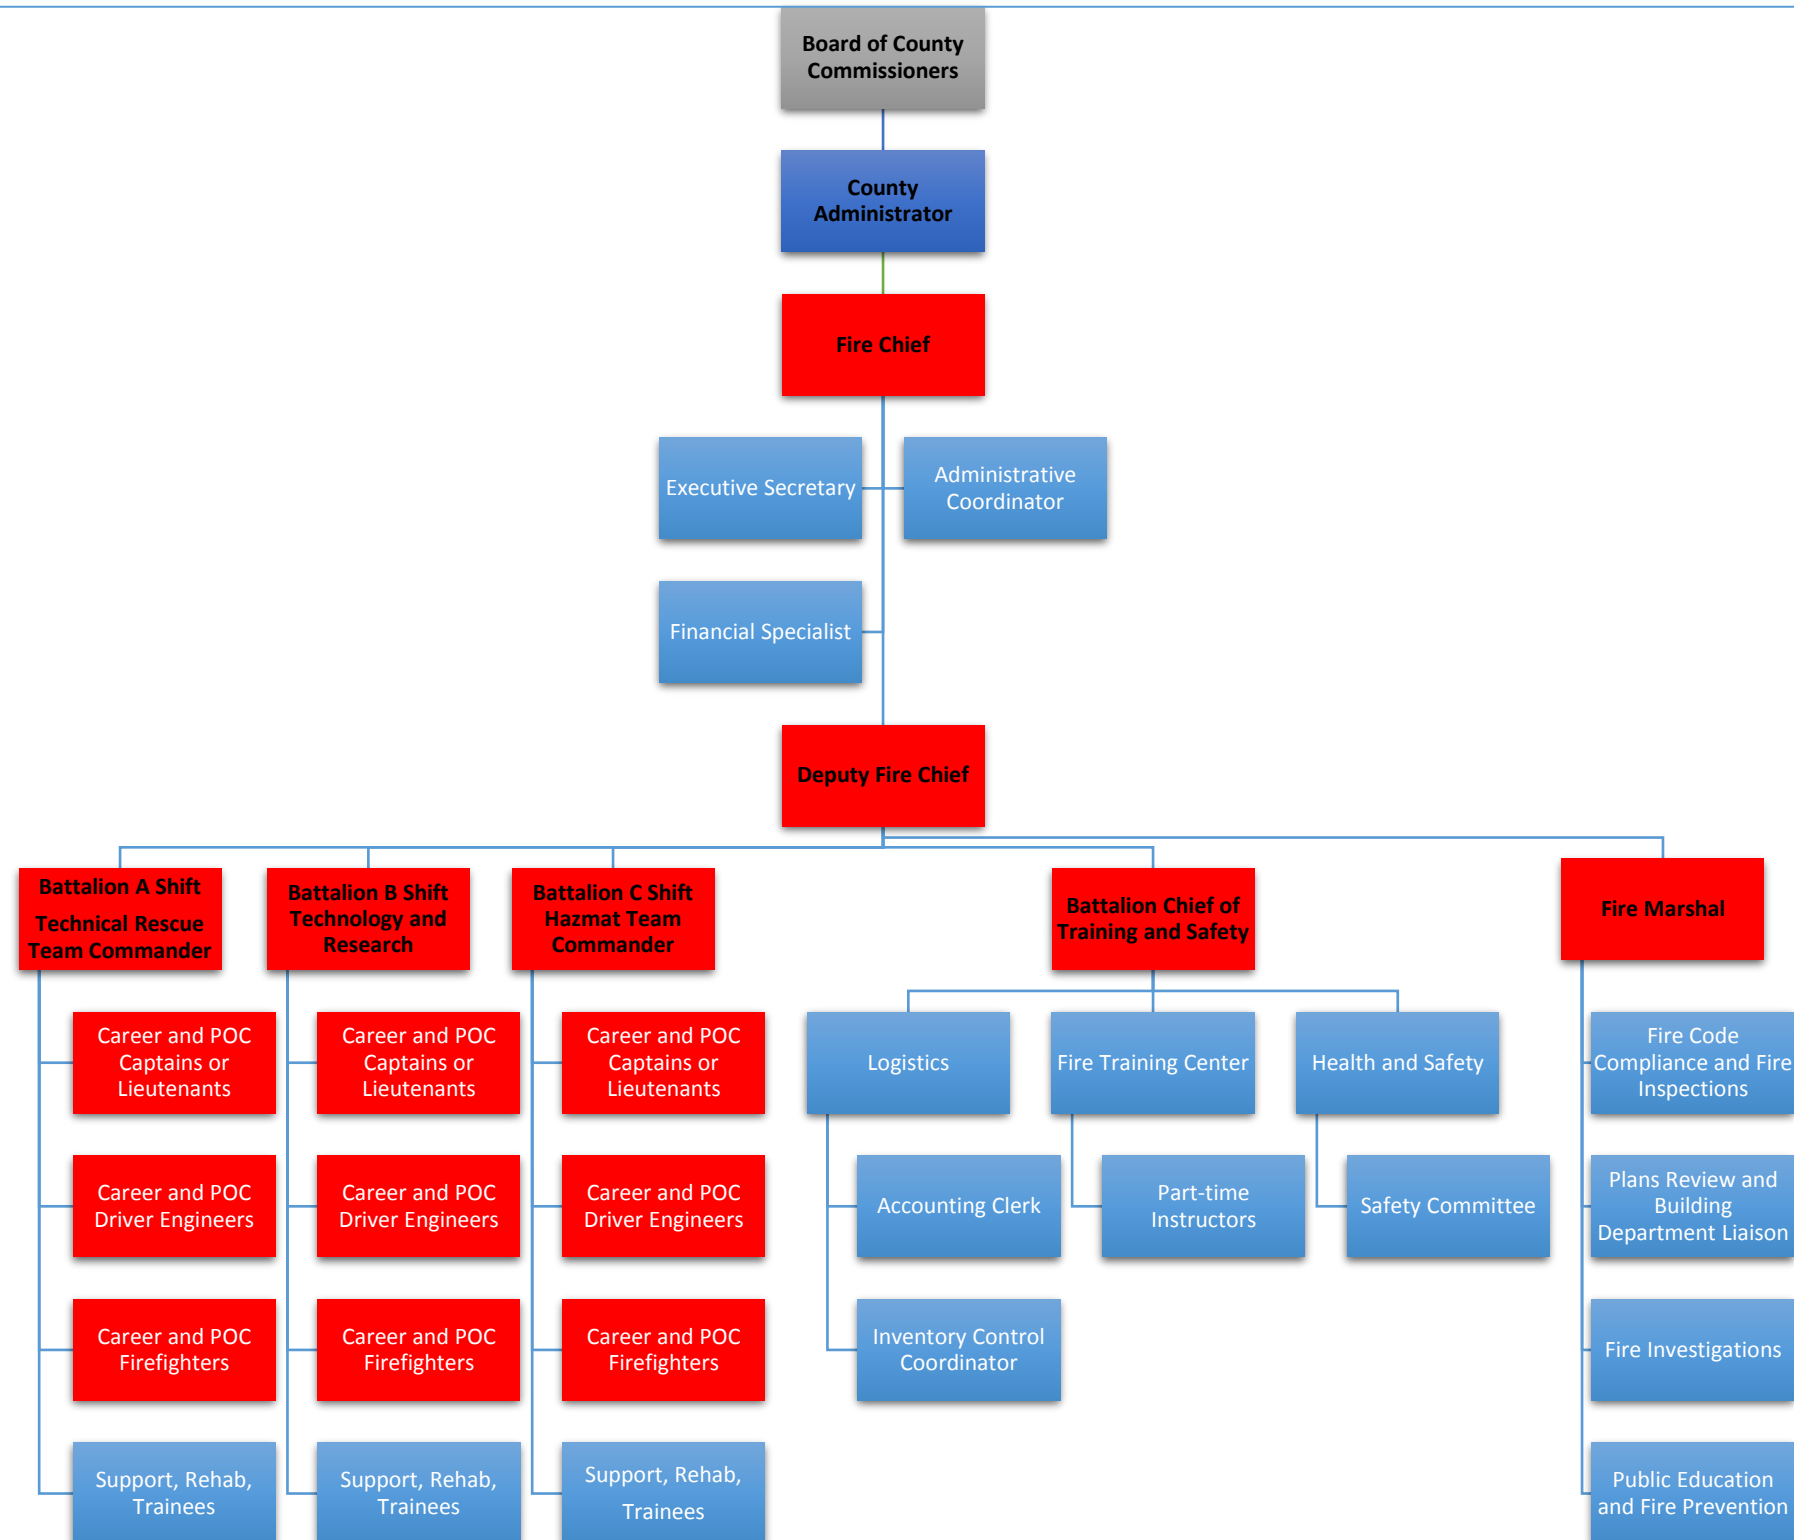 Board of County
Commissioners
County
Administrator
Fire Chief
Executive Secretary
Administrative
Coordinator
Financial Specialist
Deputy Fire Chief
Battalion A Shift
Technical Rescue
Team Commander
Battalion B Shift
Technology and
Research
Battalion C Shift
Hazmat Team
Commander
Battalion Chief of
Training and Safety
Fire Marshal
Career and POC
Captains or
Lieutenants
Career and POC
Captains or
Lieutenants
Career and POC
Captains or
Lieutenants
Logistics
Fire Training Center
Health and Safety
Fire Code
Compliance and Fire
Inspections
Career and POC
Driver Engineers
Career and POC
Driver Engineers
Career and POC
Driver Engineers
Accounting Clerk
Part-time
Instructors
Safety Committee
Plans Review and
Building
Department Liaison
Career and POC
Firefighters
Career and POC
Firefighters
Career and POC
Firefighters
Inventory Control
Coordinator
Fire Investigations
Support, Rehab,
Trainees
Support, Rehab,
Trainees
Support, Rehab,
Trainees
Public Education
and Fire Prevention